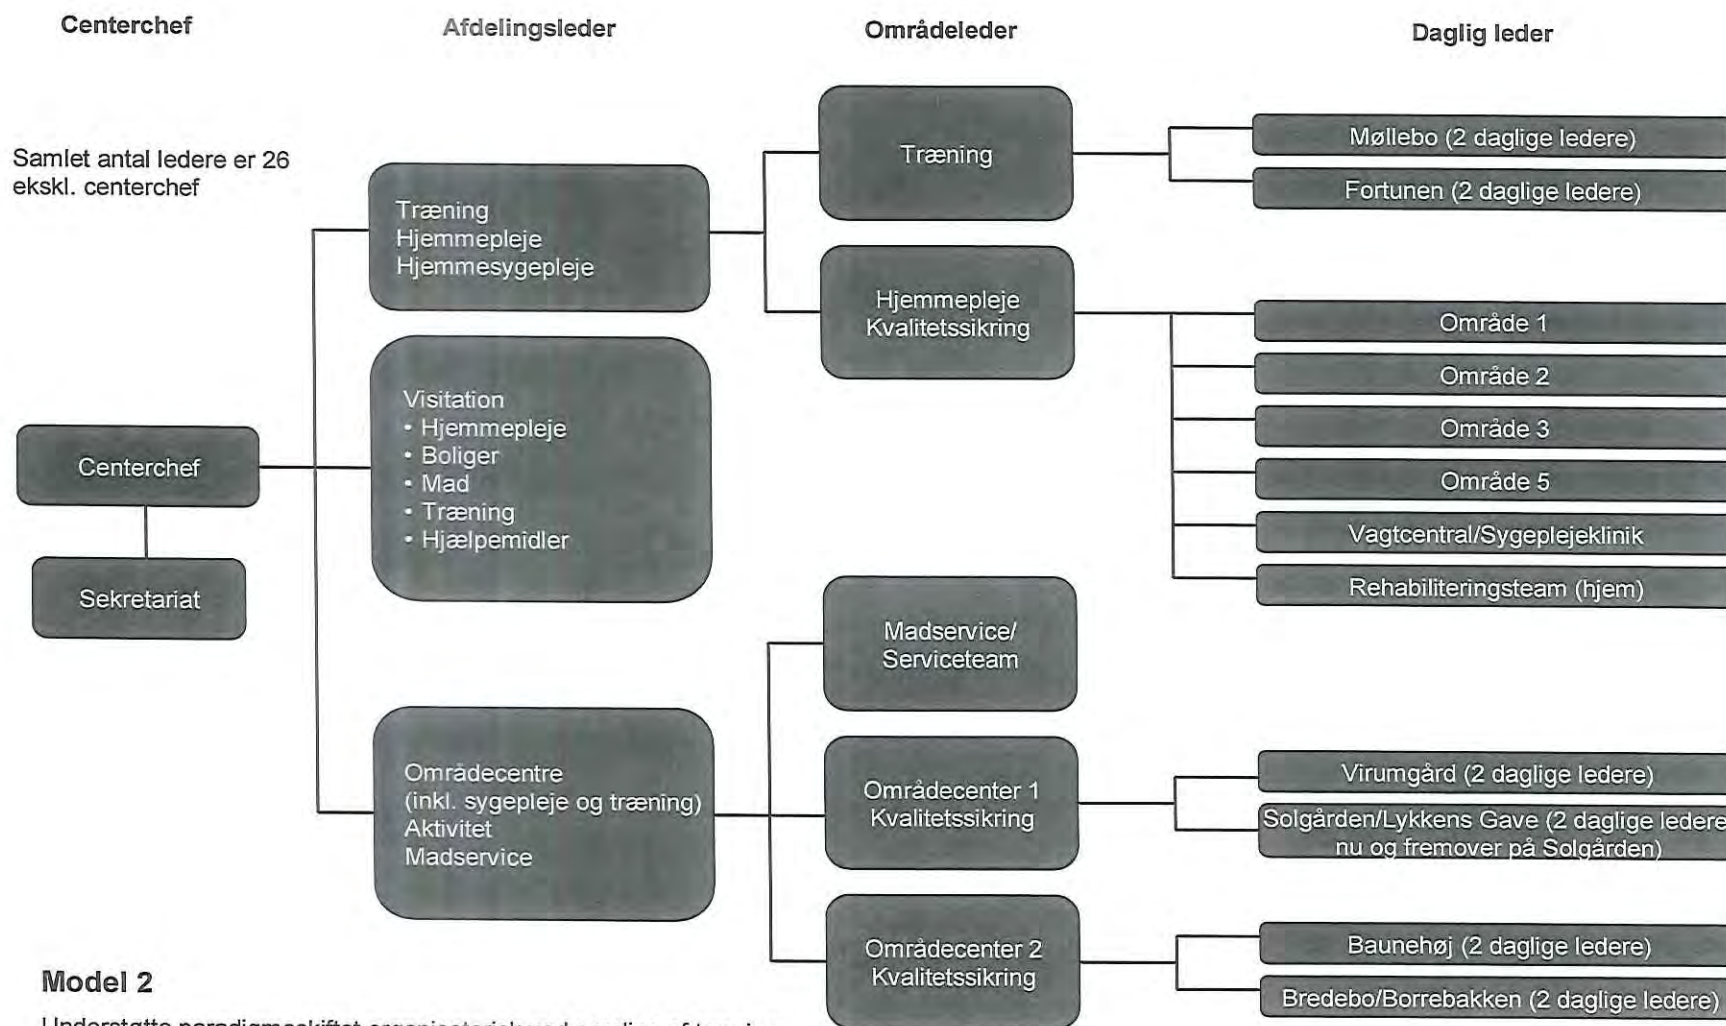 Centerchef
Afdelingsleder
Områdeleder
Daglig leder
Samlet antal ledere er 26
ekskl. centerchef
Centerchef
Sekretariat
Træning
Hjemmepleje
Hjemmesygepleje
Visitation
• Hjemmepleje
• Boliger
• Mad
• Træning
• Hjælpemidler
Områdecentre
(inkl. sygepleje og træning)
Aktivitet
Madservice
Træning
Hjemmepleje
Kvalitetssikring
Madservice/
Serviceteam
Områdecenter 1
Kvalitetssikring
Områdecenter 2
Kvalitetssikring
Møllebo (2 daglige ledere)
Fortunen (2 daglige ledere)
Område 1
Område 2
Område 3
Område 5
Vagtcentral/Sygeplejeklinik
Rehabiliteringsteam (hjem)
Virumgård (2 daglige ledere)
Solgården/Lykkens Gave (2 daglige ledere
nu og fremover på Solgården)
Baunehøj (2 daglige ledere)
Bredebo/Borrebakken (2 daglige ledere)
Model 2